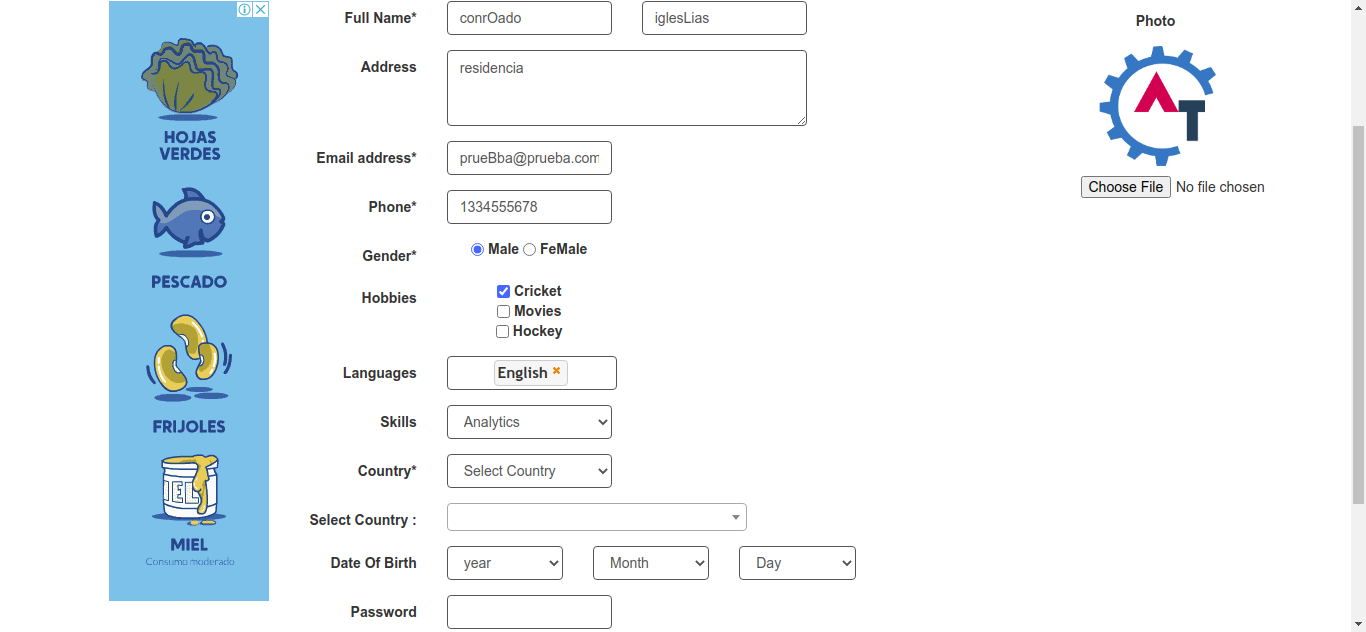 HOJAS
VERDES
PESCADO
FRIJOLES
MIEL
MIEL
Consumo moderado
Full Name* conrOado iglesLias
Address residencia
Email address* prueBba@prueba.com
Phone* 1334555678
Gender* Male FeMale
Hobbies Cricket
Movies
Hockey
Languages English
Skills Analytics
Country* Select Country
Select Country :
Date Of Birth year Month Day
Password
Photo
AT
Choose File No file chosen